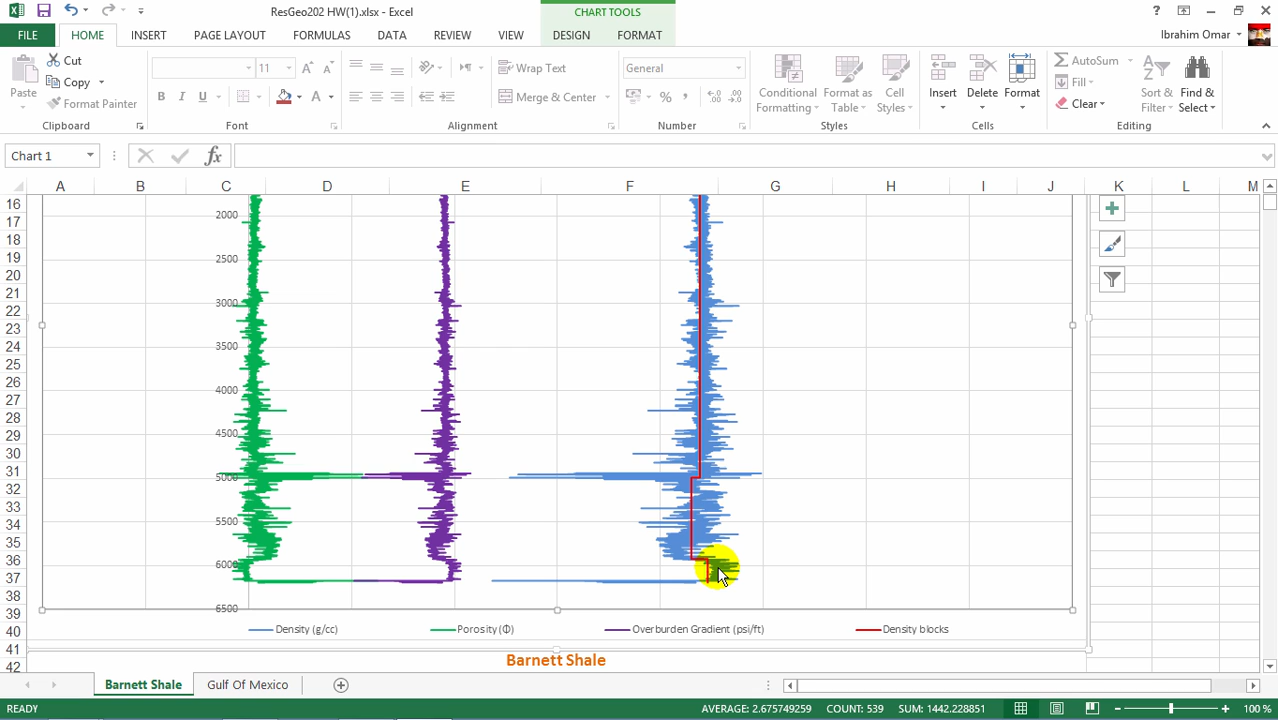 ResGeo202 HW(1).xlsx - Excel
CHART TOOLS
?
FILE
HOME
INSERT
PAGE LAYOUT
FORMULAS
DATA
REVIEW
VIEW
DESIGN
FORMAT
Ibrahim Omar
Paste
Cut
Copy
Format Painter
Clipboard
11
B I U
Font
Wrap Text
Merge & Center
Alignment
General
%
Number
Conditional
Formatting
Format as
Table
Cell
Styles
Styles
Insert
Delete
Format
Cells
AutoSum
Fill
Clear
Sort &
Filter
Find &
Select
Editing
Chart 1
fx
A B C D E F G H I J K L M
16
17
18
19
20
21
22
23
24
25
26
27
28
29
30
31
32
33
34
35
36
37
38
39
40
41
42
2000
2500
3000
3500
4000
4500
5000
5500
6000
6500
Density (g/cc)
Porosity (Φ)
Overburden Gradient (psi/ft)
Density blocks
Barnett Shale
Barnett Shale
Gulf Of Mexico
READY
AVERAGE: 2.675749259
COUNT: 539
SUM: 1442.228851
100 %